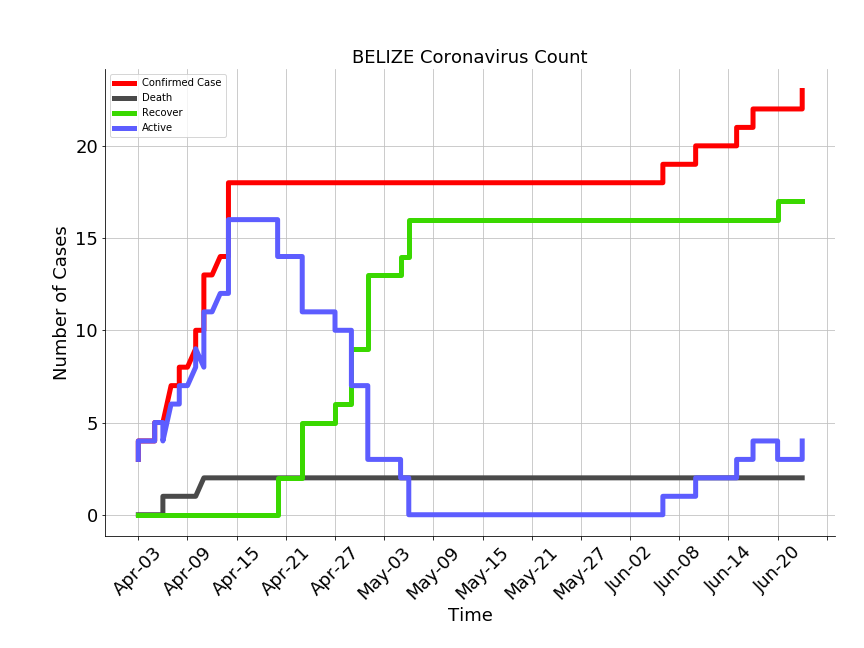 BELIZE Coronavirus Count
Confirmed Case
Death
Recover
Active
Number of Cases
20
15
10
5
0
Apr-03
Apr-09
Apr-15
Apr-21
Apr-27
May-03
May-09
May-15
May-21
May-27
Jun-02
Jun-08
Jun-14
Jun-20
Time